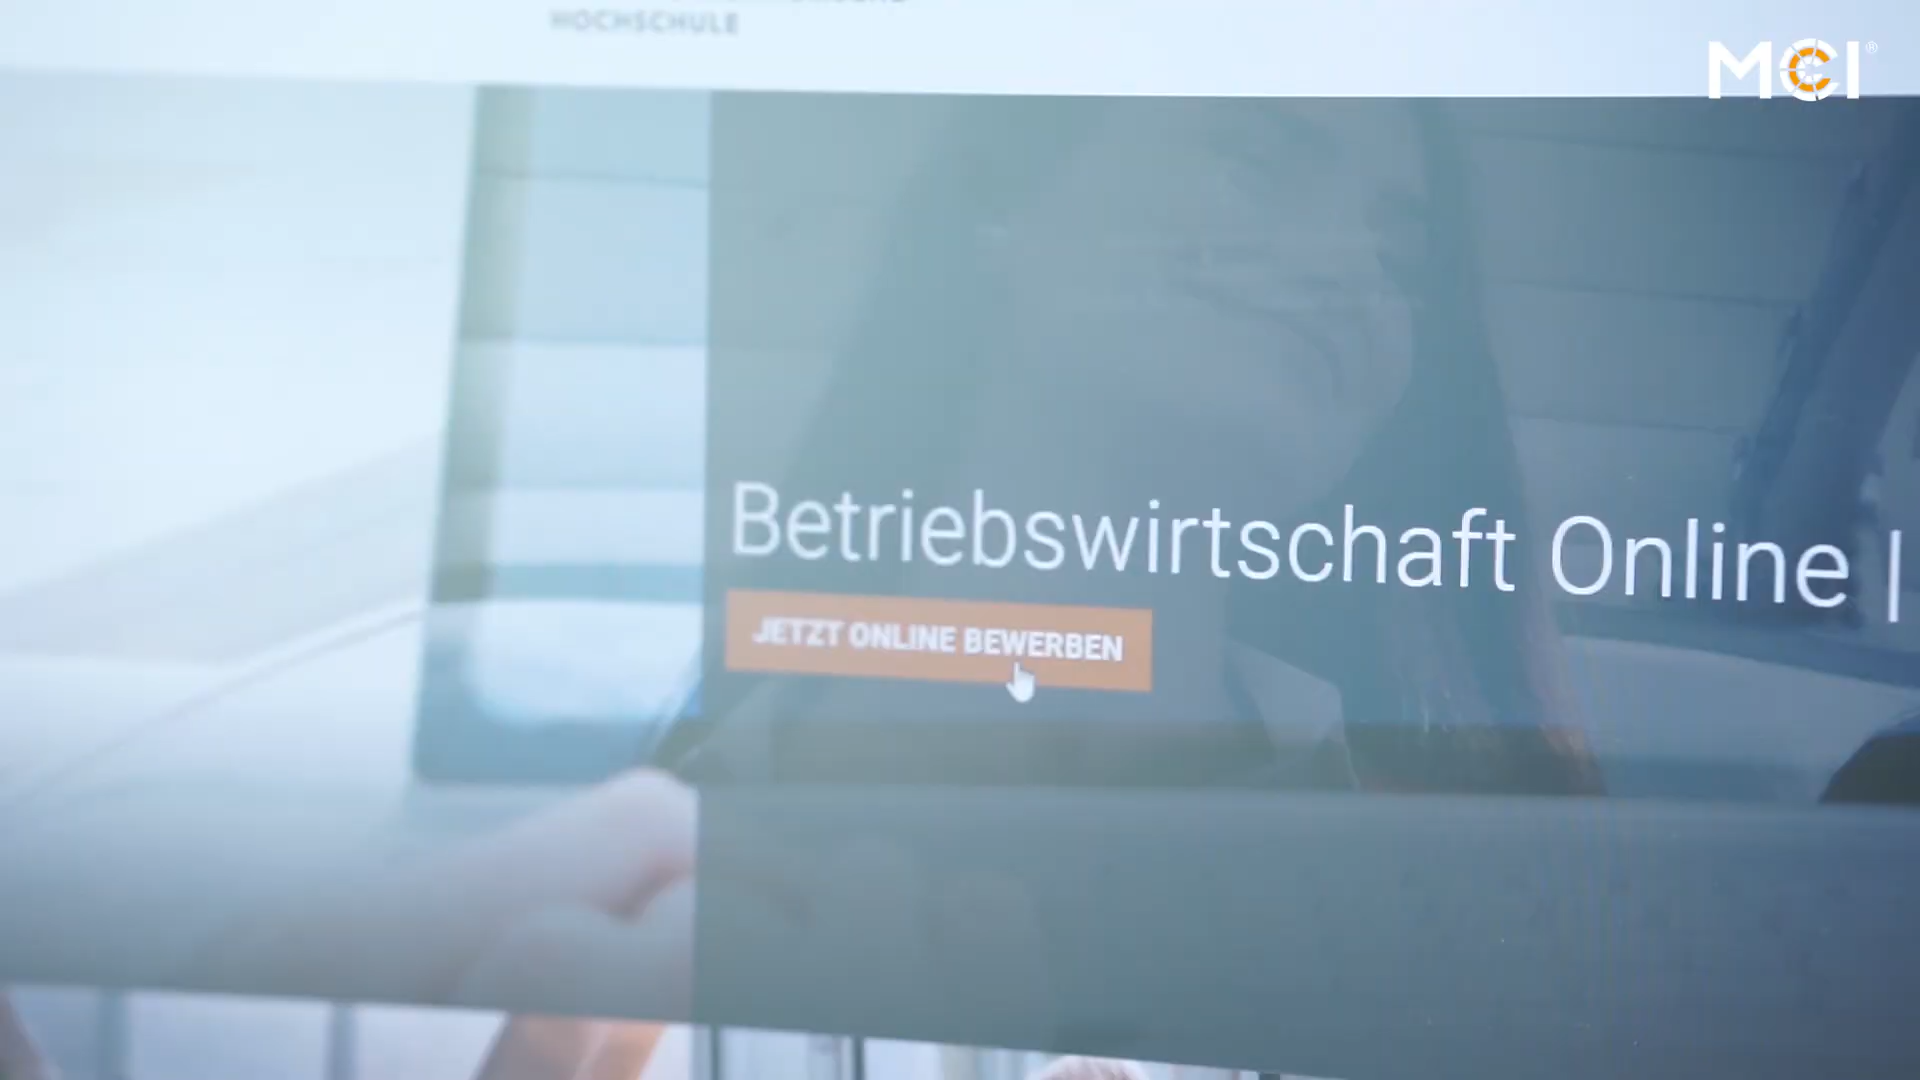 HOCHSCHULE
MCI®
Betriebswirtschaft Online |
JETZT ONLINE BEWERBEN